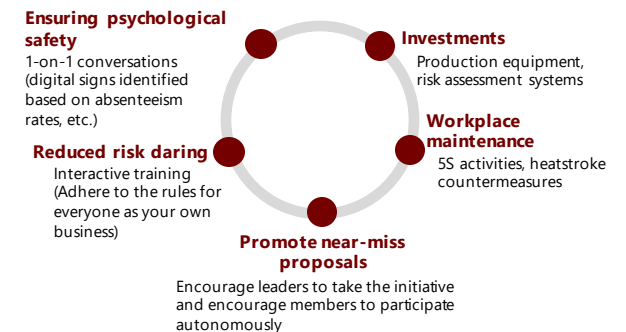 Ensuring psychological
safety
1-on-1 conversations
(digital signs identified
based on absenteeism
rates, etc.)
Investments
Production equipment,
risk assessment systems
Workplace
maintenance
5S activities, heatstroke
countermeasures
Reduced risk daring
Interactive training
(Adhere to the rules for
everyone as your own
business)
Promote near-miss
proposals
Encourage leaders to take the initiative
and encourage members to participate
autonomously